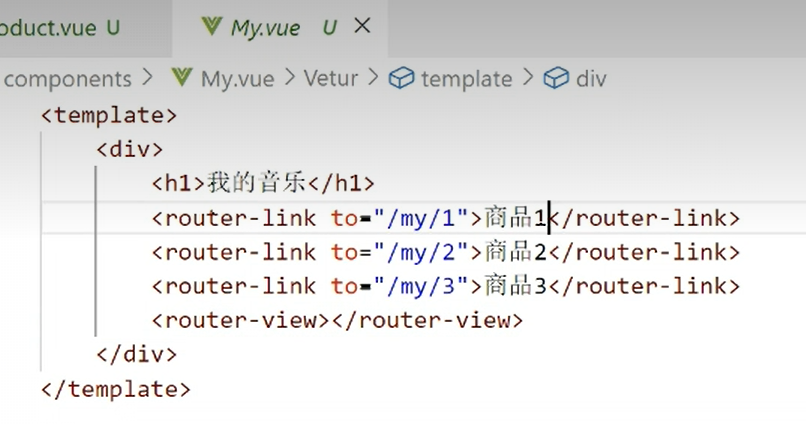 oduct.vue U My.vue U
components > My.vue > Vetur > template > div
<template>
<div>
<h1>我的音乐</h1>
<router-link to="/my/1">商品1</router-link>
<router-link to="/my/2">商品2</router-link>
<router-link to="/my/3">商品3</router-link>
<router-view></router-view>
</div>
</template>